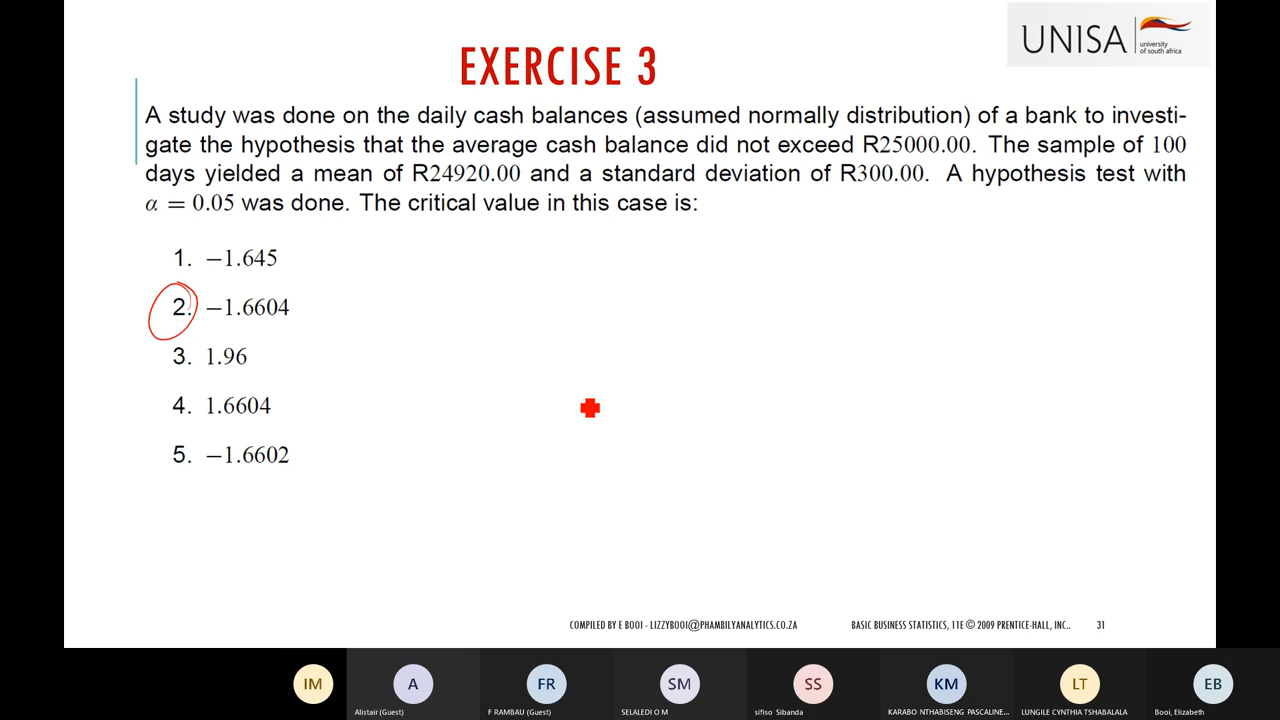 UNISA
university
of south africa
EXERCISE 3
A study was done on the daily cash balances (assumed normally distribution) of a bank to investi-
gate the hypothesis that the average cash balance did not exceed R25000.00. The sample of 100
days yielded a mean of R24920.00 and a standard deviation of R300.00. A hypothesis test with
α = 0.05 was done. The critical value in this case is:
1. −1.645
2. −1.6604
3. 1.96
4. 1.6604
5. −1.6602
COMPILED BY E BOOI - LIZZYBOOI@PHAMBILYANALYTICS.CO.ZA BASIC BUSINESS STATISTICS, 11E © 2009 PRENTICE-HALL, INC.. 31
IM A FR SM SS KM LT EB
Alistair (Guest) F RAMBAU (Guest) SELALEDI O M sifiso Sibanda KARABO NTHABISENG PASCALINE... LUNGILE CYNTHIA TSHABALALA Booi, Elizabeth